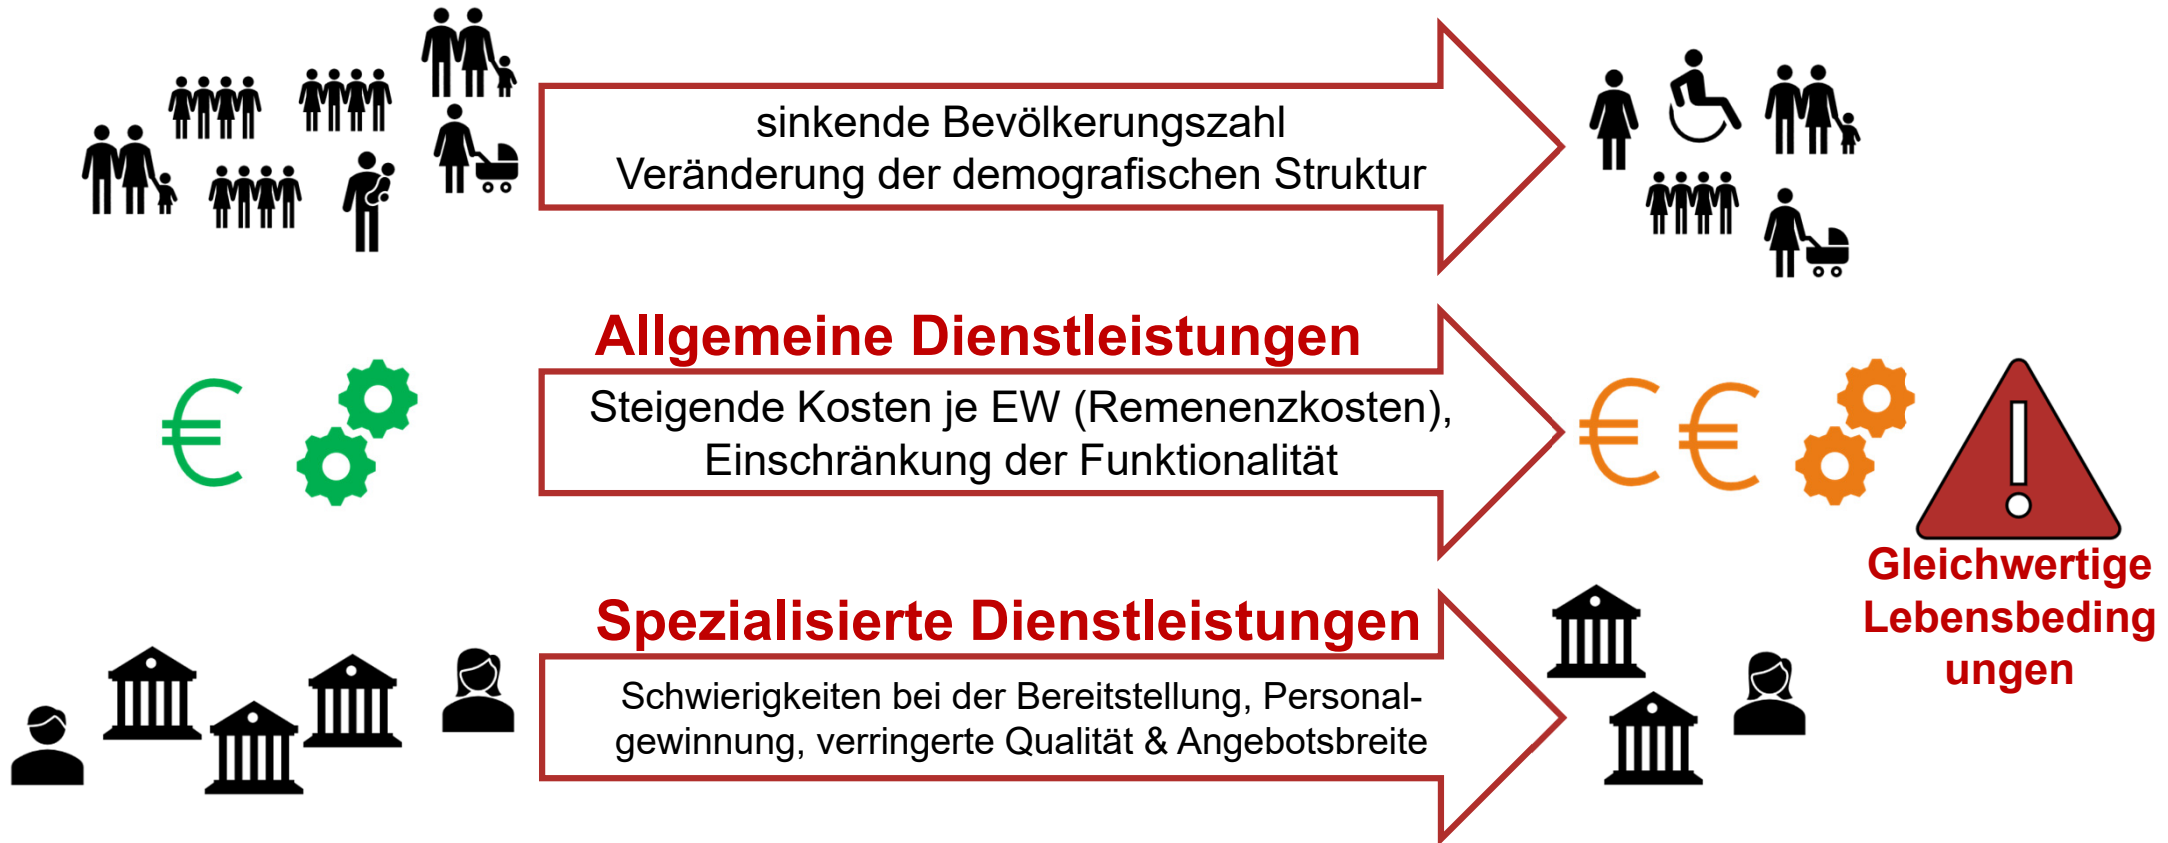 sinkende Bevölkerungszahl
Veränderung der demografischen Struktur
Allgemeine Dienstleistungen
Steigende Kosten je EW (Remenenzkosten),
Einschränkung der Funktionalität
Gleichwertige
Lebensbeding
ungen
Spezialisierte Dienstleistungen
Schwierigkeiten bei der Bereitstellung, Personal-
gewinnung, verringerte Qualität & Angebotsbreite